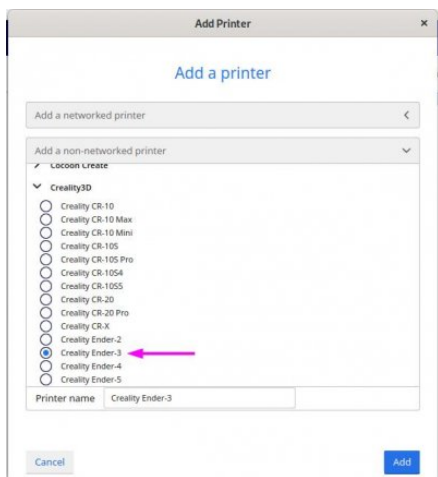 Add Printer
Add a printer
Add a networked printer
Add a non-networked printer
Cocoon Create
Creality3D
Creality CR-10
Creality CR-10 Max
Creality CR-10 Mini
Creality CR-10S
Creality CR-10S Pro
Creality CR-10S4
Creality CR-10S5
Creality CR-20
Creality CR-20 Pro
Creality CR-X
Creality Ender-2
Creality Ender-3
Creality Ender-4
Creality Ender-5
Printer name Creality Ender-3
Cancel Add